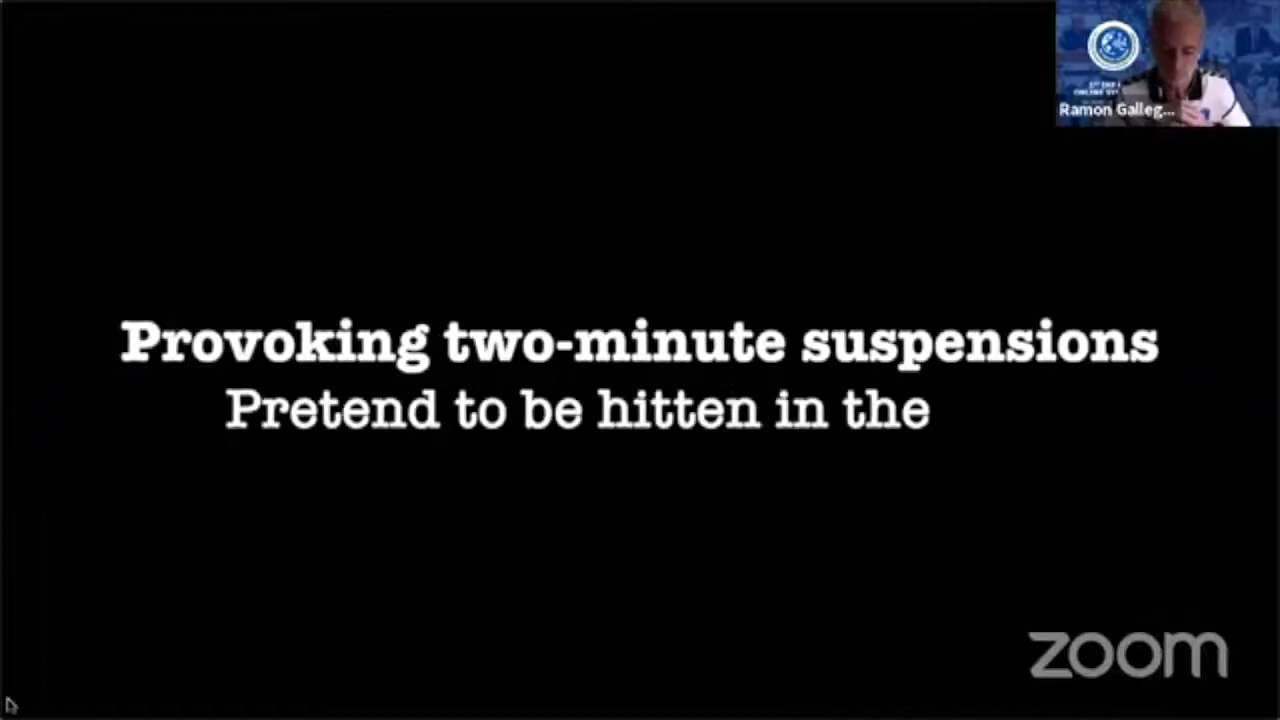 Ramon Galleg...
Provoking two-minute suspensions
Pretend to be hitten in the
zoom